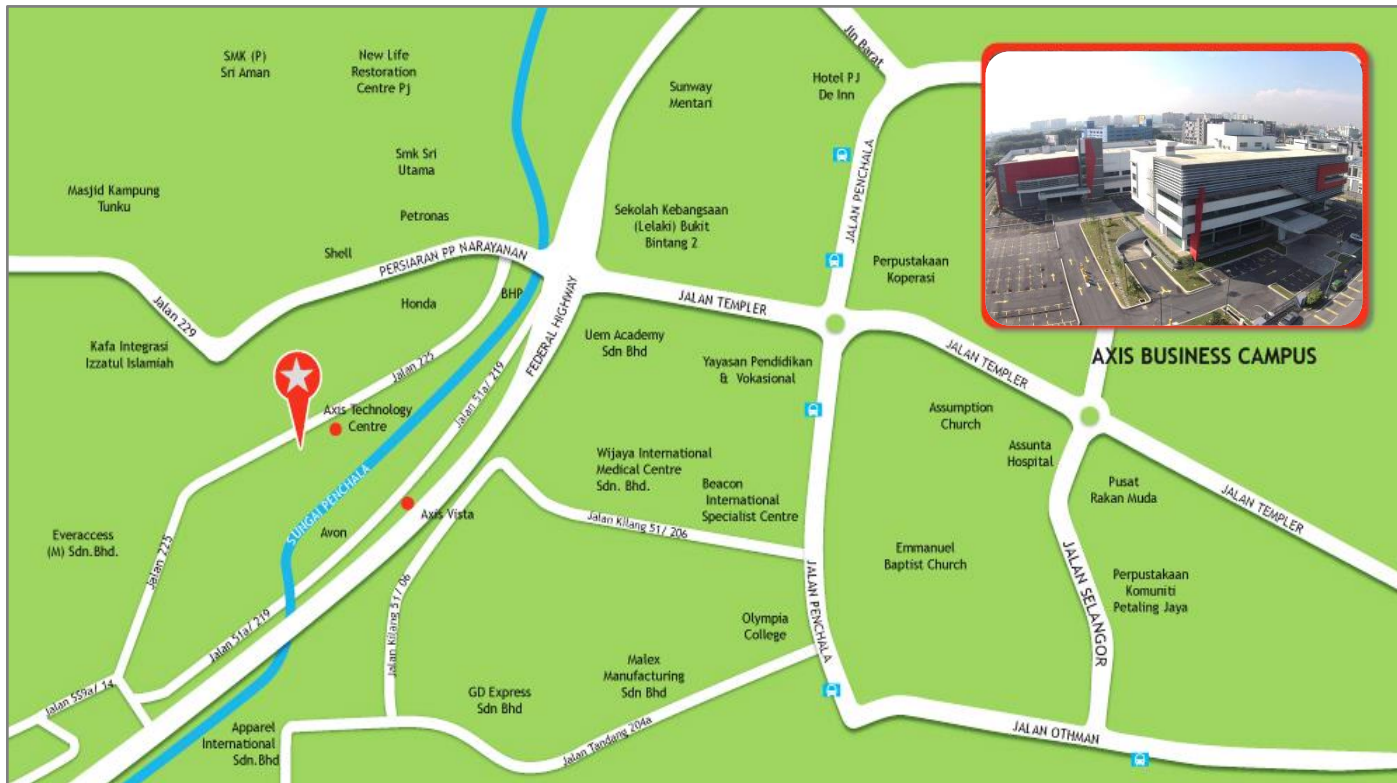 SMK (P)
Sri Aman
New Life
Restoration
Centre Pj
Smk Sri
Utama
Masjid Kampung
Tunku
Petronas
Shell
PERSIARAN PP NARAYANAN
Jalan 229
Honda
BHP
Kafa Integrasi
Izzatul Islamiah
Jalan 225
Axis Technology
Centre
Jalan 51a/ 219
FEDERAL HIGHWAY
SUNGAI PENCHALA
Axis Vista
Avon
Everaccess
(M) Sdn.Bhd.
Jalan 225
Jalan 51a/ 219
Jalan SS9a/ 14
Apparel
International
Sdn.Bhd
Jln Barat
Hotel PJ
De Inn
Sunway
Mentari
JALAN PENCHALA
Sekolah Kebangsaan
(Lelaki) Bukit
Bintang 2
Perpustakaan
Koperasi
JALAN TEMPLER
Uem Academy
Sdn Bhd
Yayasan Pendidikan
& Vokasional
JALAN TEMPLER
AXIS BUSINESS CAMPUS
Assumption
Church
Assunta
Hospital
Wijaya International
Medical Centre
Sdn. Bhd.
Beacon
International
Specialist Centre
Pusat
Rakan Muda
JALAN TEMPLER
Jalan Kilang 51/ 206
Emmanuel
Baptist Church
JALAN SELANGOR
Perpustakaan
Komuniti
Petaling Jaya
Jalan Kilang 51/ 06
JALAN PENCHALA
Olympia
College
Malex
Manufacturing
Sdn Bhd
GD Express
Sdn Bhd
Jalan Tandang 204a
JALAN OTHMAN